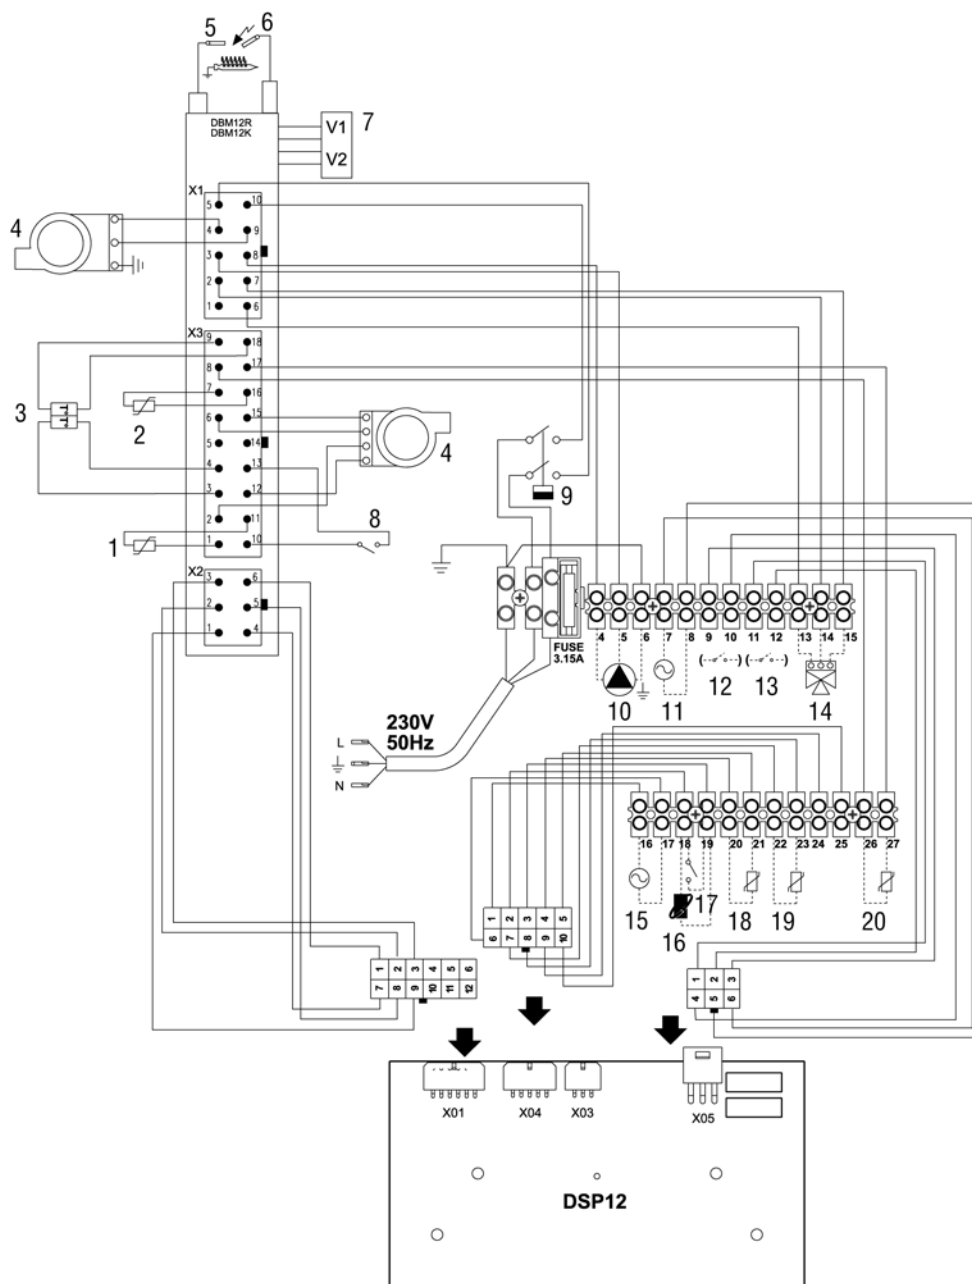 5 6
DBM12R
DBM12K
V1
V2
7
X1
5 10
4 9
3 8
2 7
1 6
4
X3
9 18
8 17
7 16
6 15
5 14
4 13
3 12
2 11
1 10
3
T°
T°
2
4
1
8
9
X2
3 6
2 5
1 4
FUSE
3.15A
4 5 6 7 8 9 10 11 12 13 14 15
10 11 12 13 14
230V
50Hz
L
N
16 17 18 19 20 21 22 23 24 25 26 27
15 16 17 18 19 20
1 2 3 4 5
6 7 8 9 10
1 2 3 4 5 6
7 8 9 10 11 12
1 2 3
4 5 6
X01 X04 X03 X05
DSP12